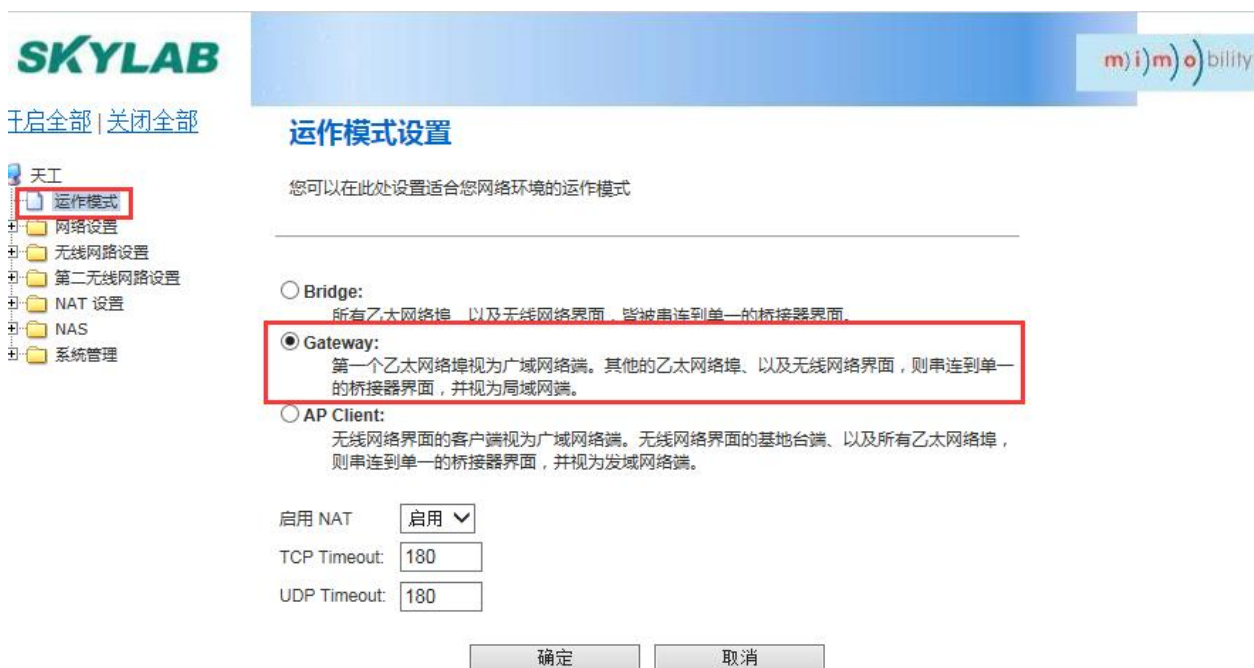 SKYLAB
m)i)m)o)bility
开启全部 | 关闭全部
天工
运作模式
网络设置
无线网路设置
第二无线网路设置
NAT 设置
NAS
系统管理
运作模式设置
您可以在此处设置适合您网络环境的运作模式
Bridge:
所有乙太网络埠、以及无线网络界面，皆被串连到单一的桥接器界面。
Gateway:
第一个乙太网络埠视为广域网络端。其他的乙太网络埠、以及无线网络界面，则串连到单一
的桥接器界面，并视为局域网端。
AP Client:
无线网络界面的客户端视为广域网络端。无线网络界面的基地台端、以及所有乙太网络埠，
则串连到单一的桥接器界面，并视为发域网络端。
启用 NAT 启用
TCP Timeout: 180
UDP Timeout: 180
确定 取消